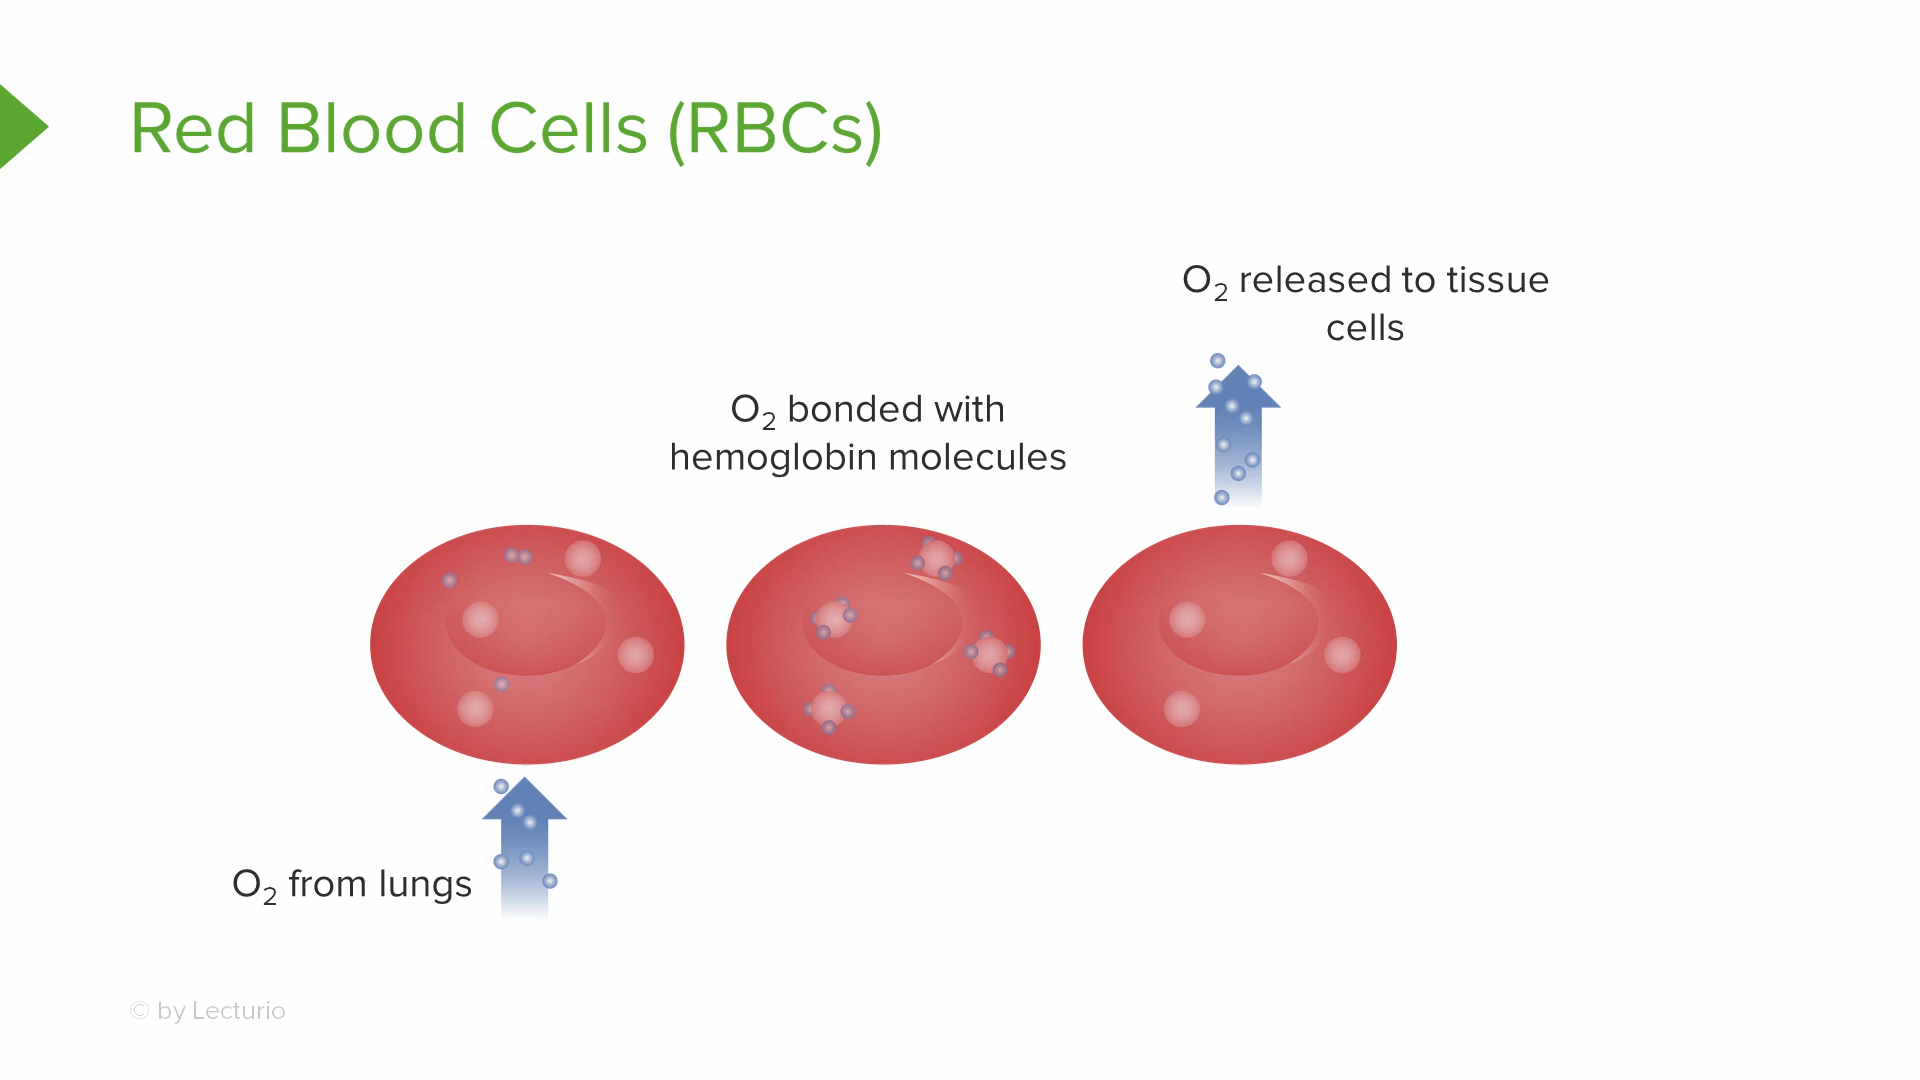 Red Blood Cells (RBCs)
O₂ released to tissue
cells
O₂ bonded with
hemoglobin molecules
O₂ from lungs
© by Lecturio